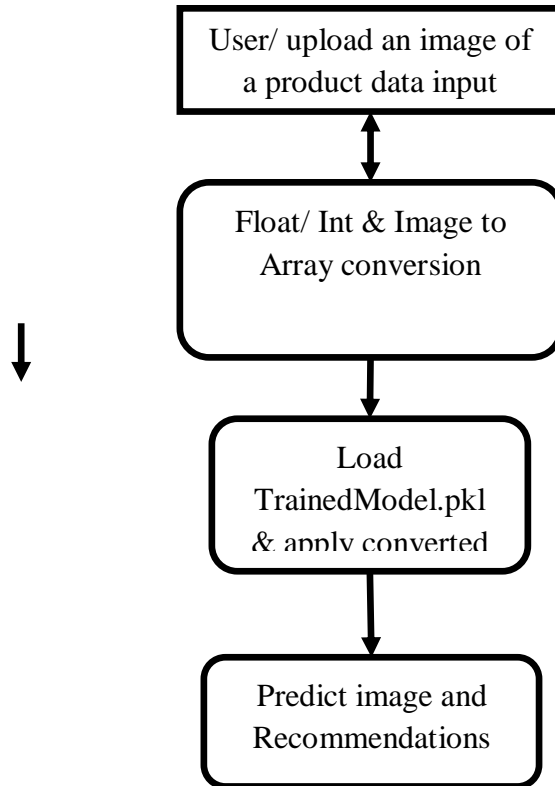 User/ upload an image of
a product data input
Float/ Int & Image to
Array conversion
Load
TrainedModel.pkl
& apply converted
Predict image and
Recommendations